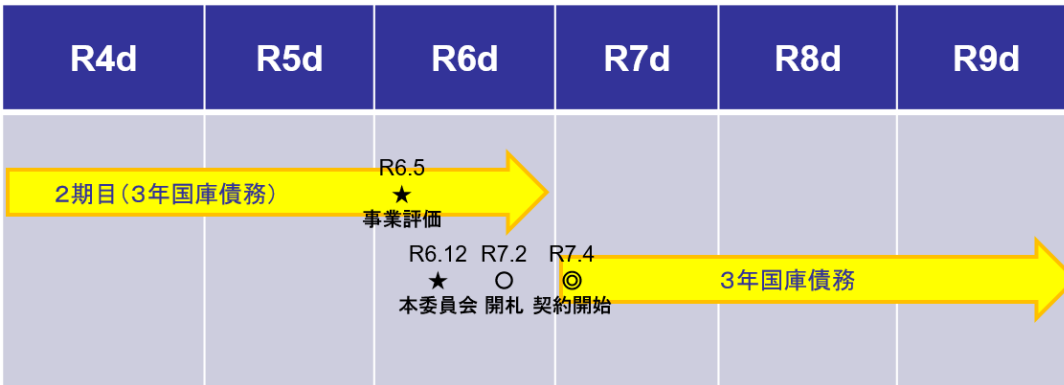 R4d R5d R6d R7d R8d R9d
R6.5
2期目(3年国庫債務) ★
事業評価
R6.12 R7.2 R7.4
★ ○ ◎ 3年国庫債務
本委員会 開札 契約開始